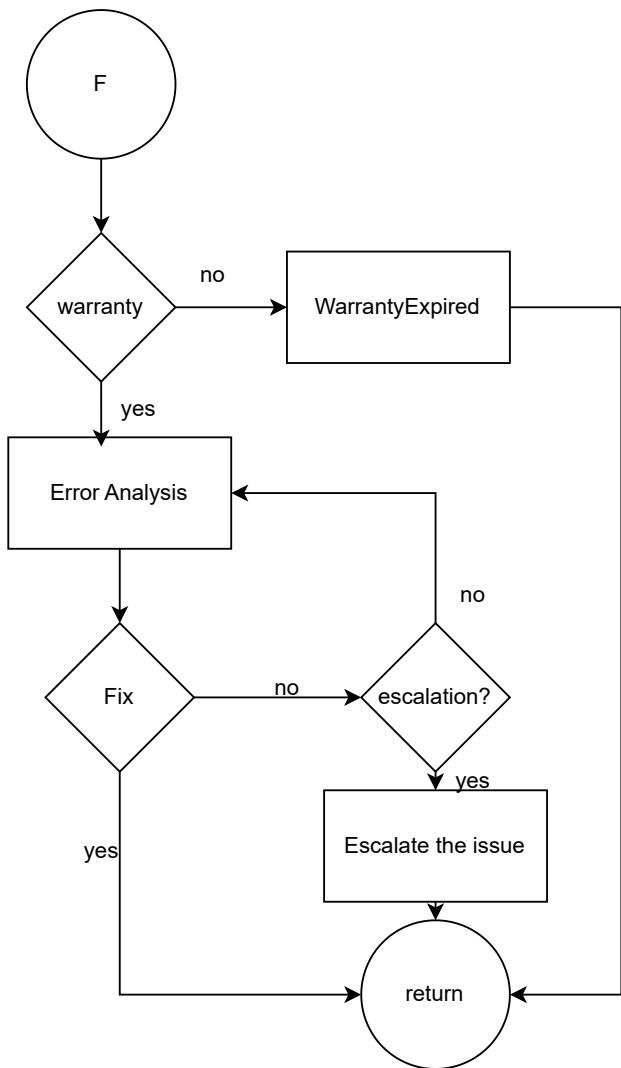 F
warranty
no
WarrantyExpired
yes
Error Analysis
no
Fix
no
escalation?
yes
yes
Escalate the issue
return